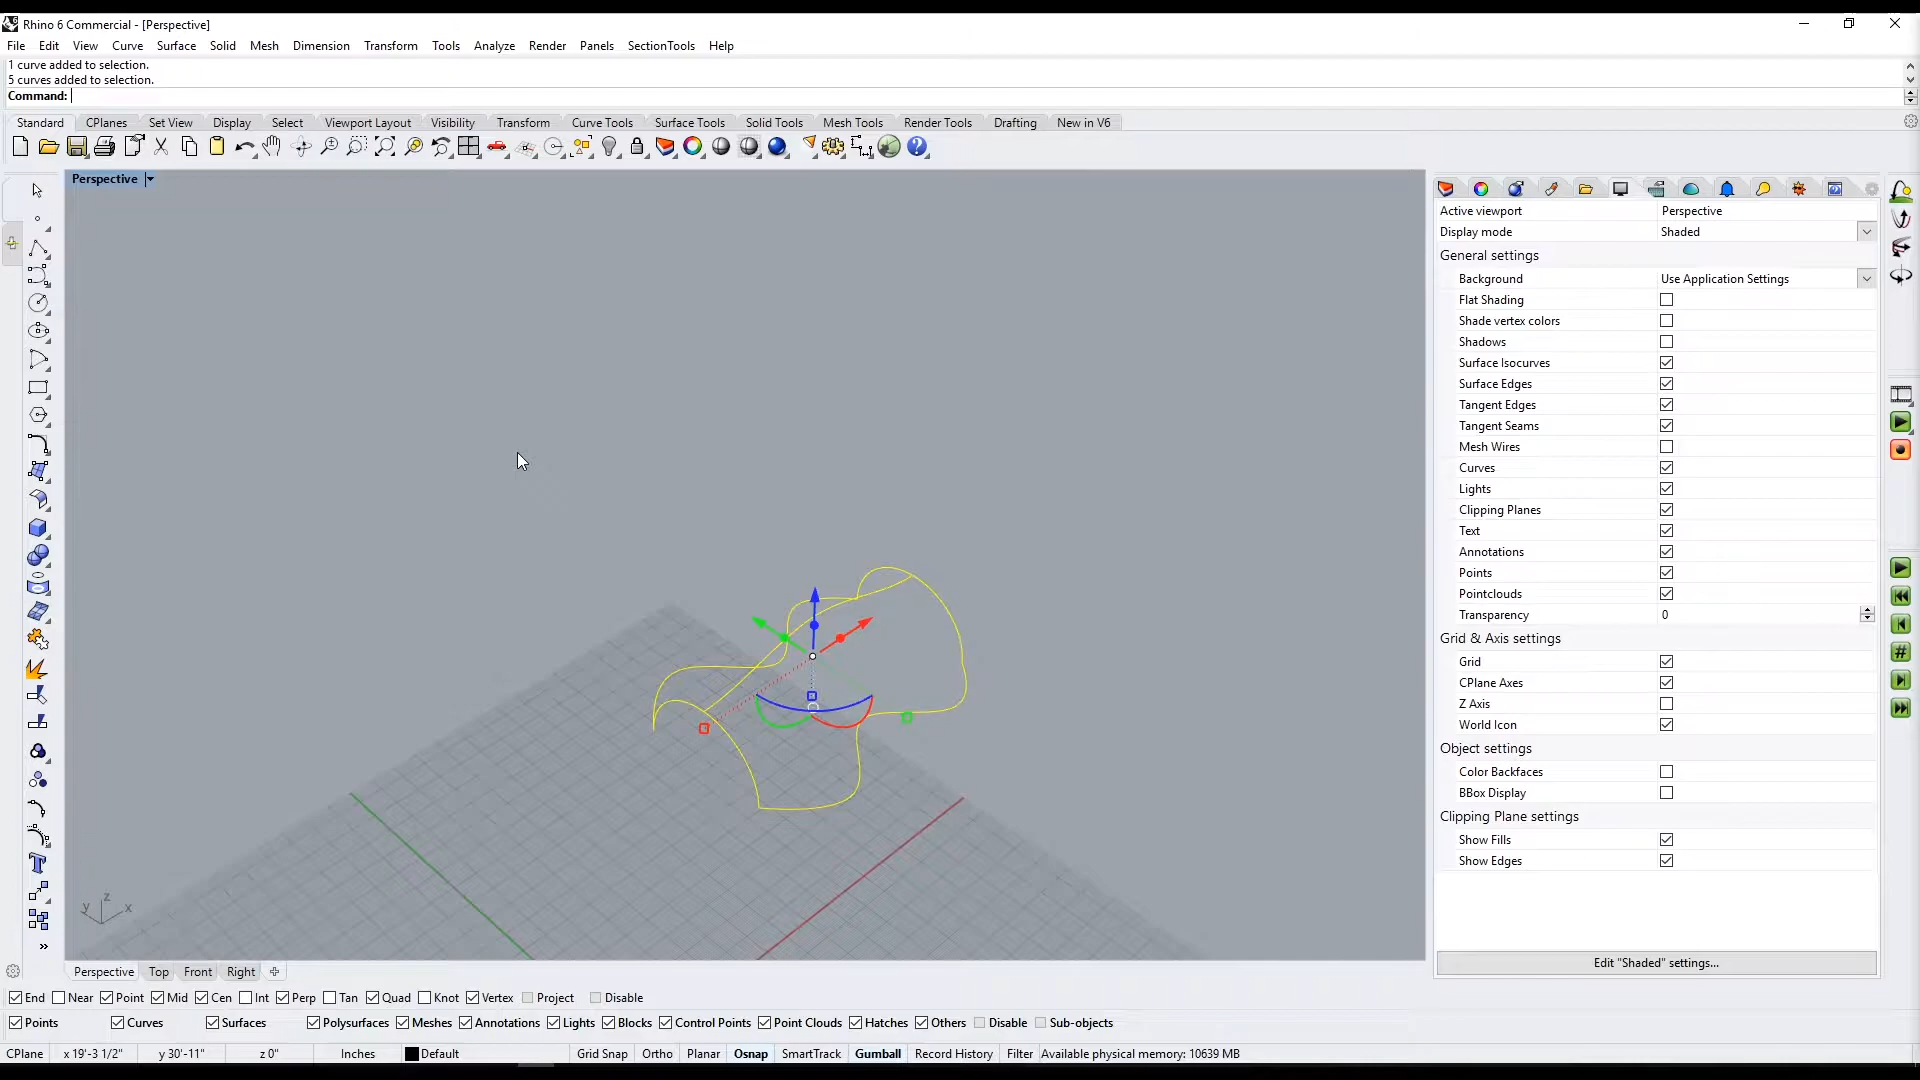 Rhino 6 Commercial - [Perspective]
File Edit View Curve Surface Solid Mesh Dimension Transform Tools Analyze Render Panels SectionTools Help
1 curve added to selection.
5 curves added to selection.
Command:
Standard CPlanes Set View Display Select Viewport Layout Visibility Transform Curve Tools Surface Tools Solid Tools Mesh Tools Render Tools Drafting New in V6
Perspective
Active viewport Perspective
Display mode Shaded
General settings
Background Use Application Settings
Flat Shading
Shade vertex colors
Shadows
Surface Isocurves
Surface Edges
Tangent Edges
Tangent Seams
Mesh Wires
Curves
Lights
Clipping Planes
Text
Annotations
Points
Pointclouds
Transparency 0
Grid & Axis settings
Grid
CPlane Axes
Z Axis
World Icon
Object settings
Color Backfaces
BBox Display
Clipping Plane settings
Show Fills
Show Edges
z
y x
Edit "Shaded" settings...
Perspective Top Front Right
End Near Point Mid Cen Int Perp Tan Quad Knot Vertex Project Disable
Points Curves Surfaces Polysurfaces Meshes Annotations Lights Blocks Control Points Point Clouds Hatches Others Disable Sub-objects
CPlane x 19'-3 1/2" y 30'-11" z 0" Inches Default Grid Snap Ortho Planar Osnap SmartTrack Gumball Record History Filter Available physical memory: 10639 MB